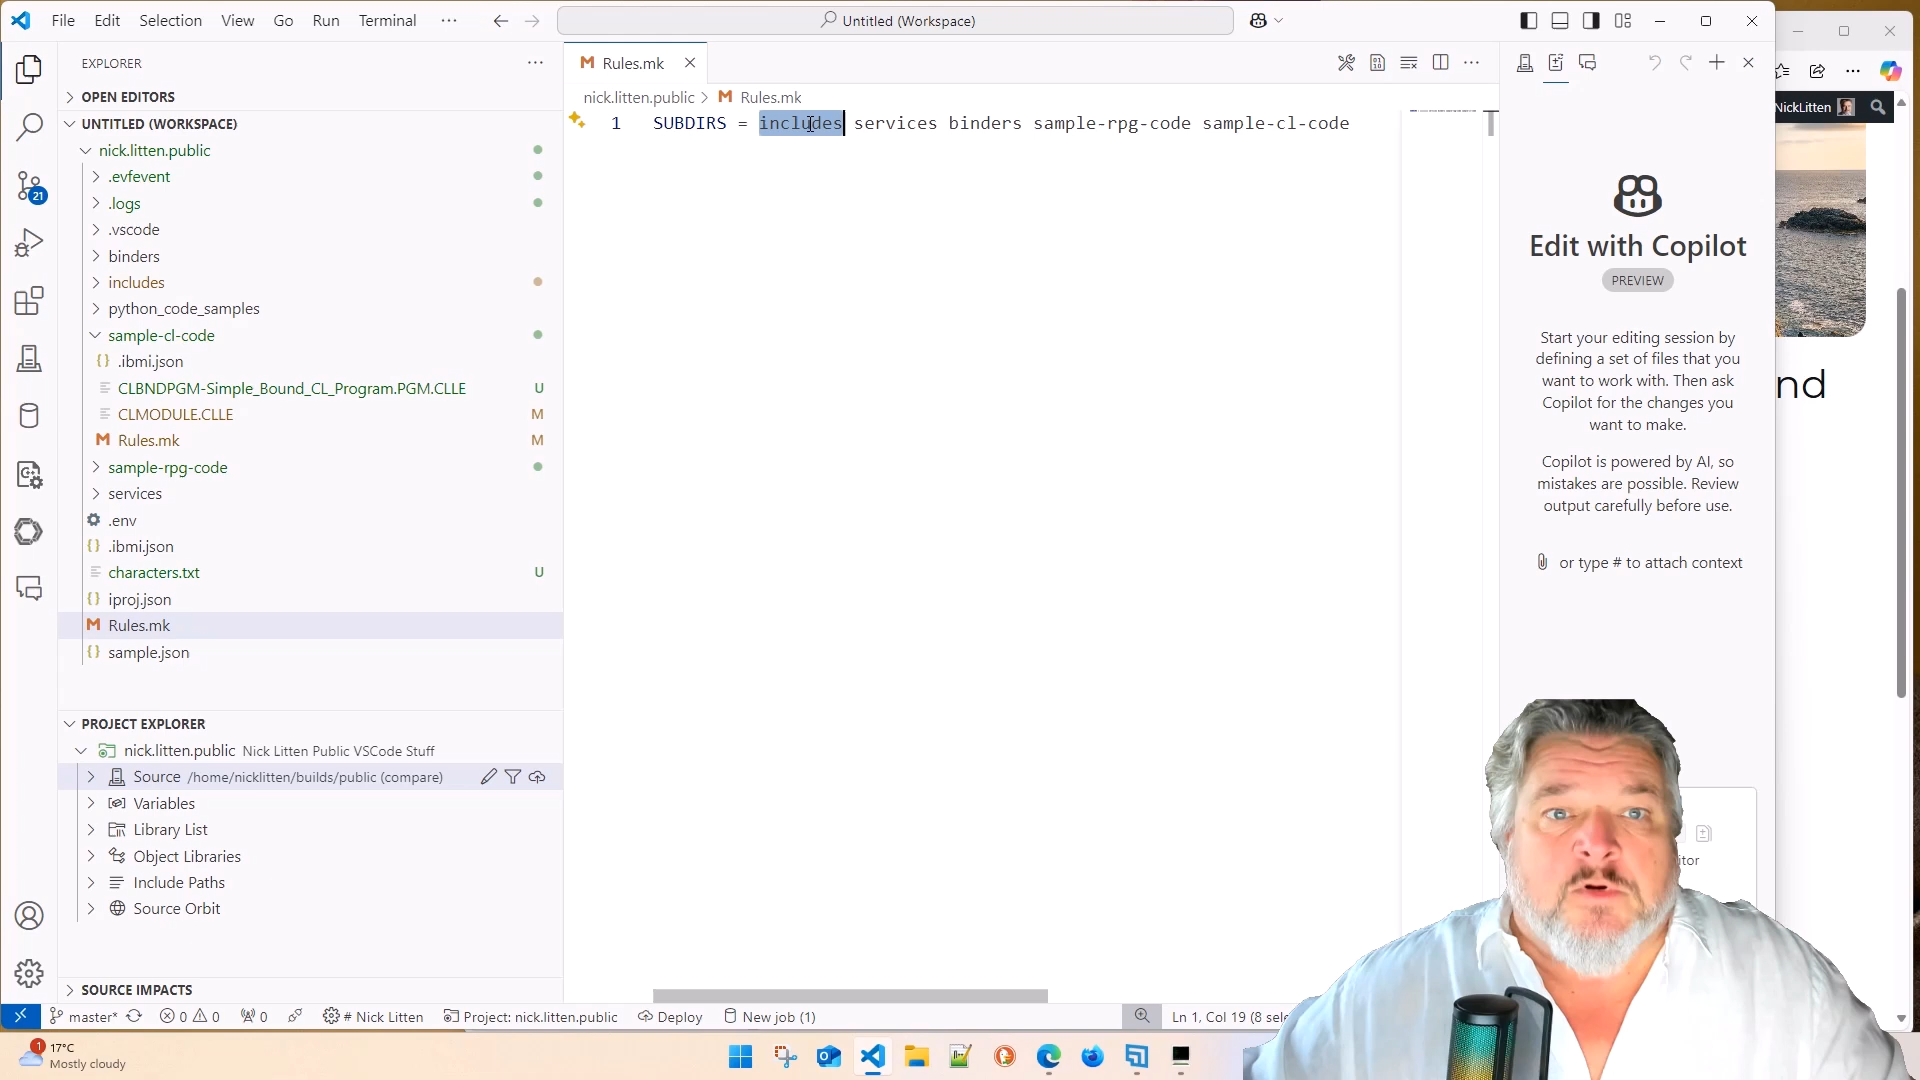 File Edit Selection View Go Run Terminal ···
Untitled (Workspace)
EXPLORER
OPEN EDITORS
UNTITLED (WORKSPACE)
nick.litten.public
.evfevent
.logs
.vscode
binders
includes
python_code_samples
sample-cl-code
.ibmi.json
CLBNDPGM-Simple_Bound_CL_Program.PGM.CLLE U
CLMODULE.CLLE M
Rules.mk M
sample-rpg-code
services
.env
.ibmi.json
characters.txt U
iproj.json
Rules.mk
sample.json
21
PROJECT EXPLORER
nick.litten.public Nick Litten Public VSCode Stuff
Source /home/nicklitten/builds/public (compare)
Variables
Library List
Object Libraries
Include Paths
Source Orbit
SOURCE IMPACTS
Rules.mk
nick.litten.public > Rules.mk
1 SUBDIRS = includes services binders sample-rpg-code sample-cl-code
Edit with Copilot
PREVIEW
Start your editing session by
defining a set of files that you
want to work with. Then ask
Copilot for the changes you
want to make.
Copilot is powered by AI, so
mistakes are possible. Review
output carefully before use.
or type # to attach context
itor
NickLitten
nd
master* 0 0 0 # Nick Litten Project: nick.litten.public Deploy New job (1) Ln 1, Col 19 (8 sele
1 17°C
Mostly cloudy